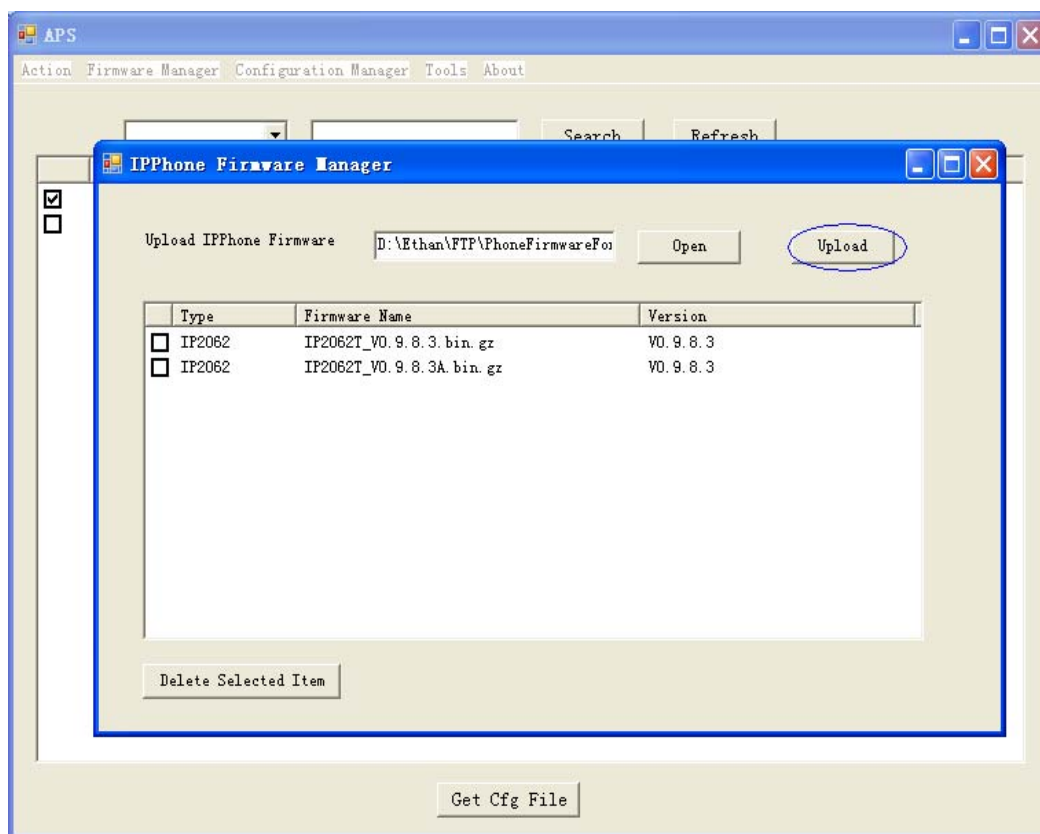 APS
Action Firmware Manager Configuration Manager Tools About
Search Refresh
IPPhone Firmware Manager
Upload IPPhone Firmware D:\Ethan\FTP\PhoneFirmwareFor Open Upload
Type Firmware Name Version
IP2062 IP2062T_V0.9.8.3.bin.gz V0.9.8.3
IP2062 IP2062T_V0.9.8.3A.bin.gz V0.9.8.3
Delete Selected Item
Get Cfg File